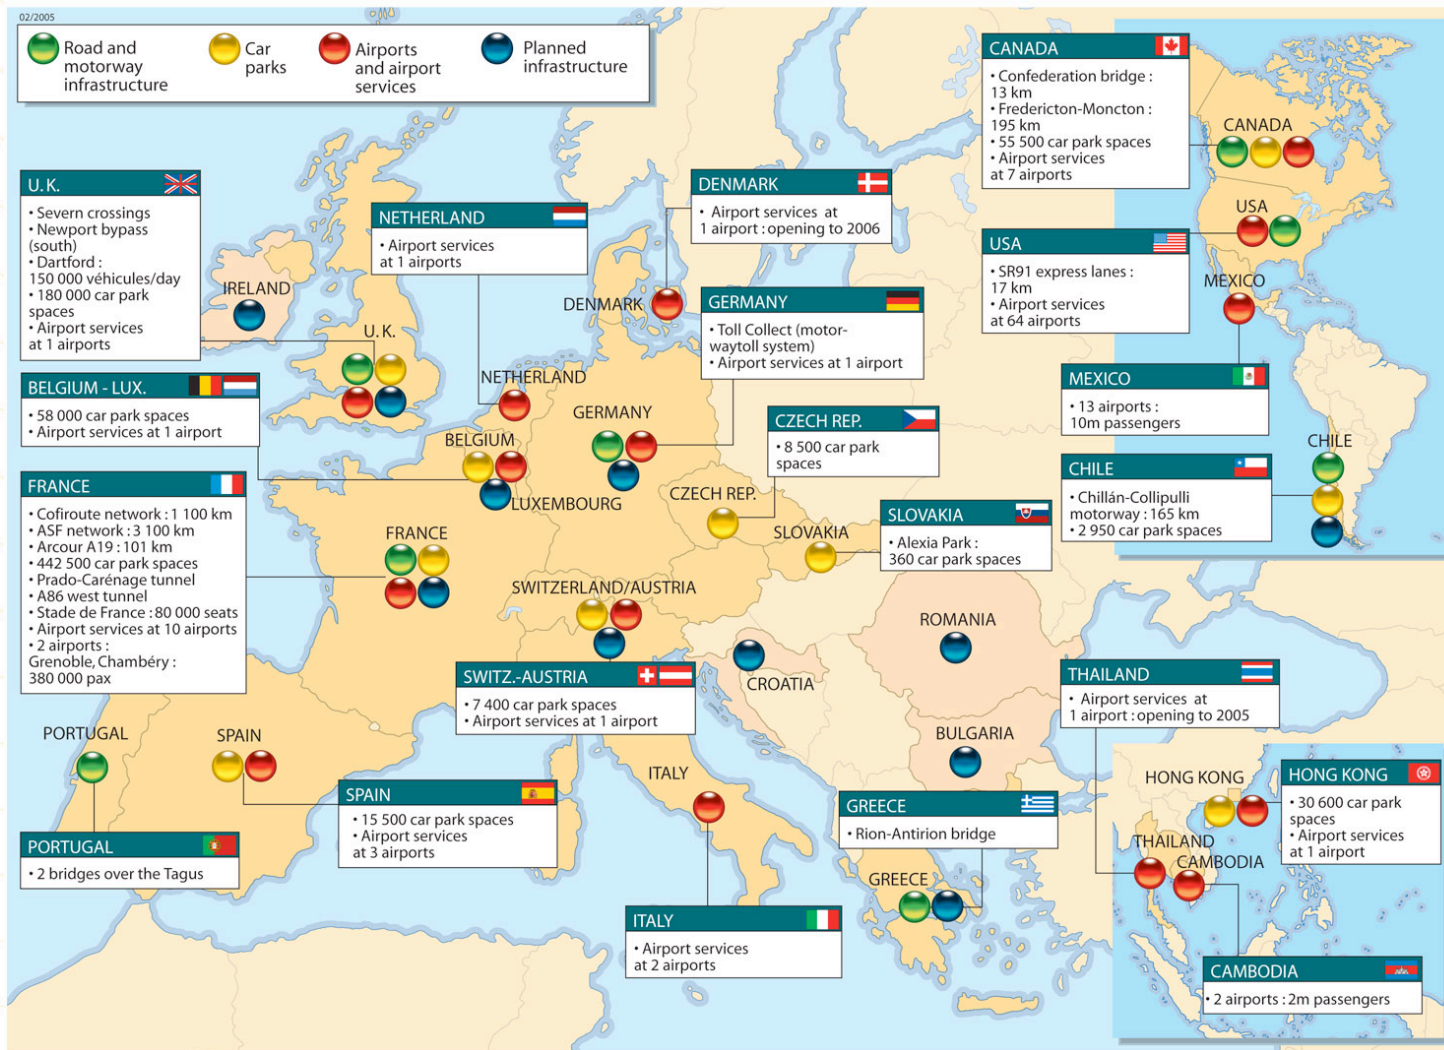 02/2005
Road and
motorway
infrastructure
Car
parks
Airports
and airport
services
Planned
infrastructure
CANADA
• Confederation bridge :
13 km
• Fredericton-Moncton :
195 km
• 55 500 car park spaces
• Airport services
at 7 airports
CANADA
U. K.
• Severn crossings
• Newport bypass
(south)
• Dartford :
150 000 véhicules/day
• 180 000 car park
spaces
• Airport services
at 1 airports
NETHERLAND
• Airport services
at 1 airports
DENMARK
• Airport services at
1 airport : opening to 2006
USA
USA
• SR91 express lanes :
17 km
• Airport services
at 64 airports
MEXICO
IRELAND
U.K.
DENMARK
GERMANY
• Toll Collect (motor-
waytoll system)
• Airport services at 1 airport
BELGIUM - LUX.
• 58 000 car park spaces
• Airport services at 1 airport
NETHERLAND
GERMANY
BELGIUM
LUXEMBOURG
MEXICO
• 13 airports :
10m passengers
CZECH REP.
• 8 500 car park
spaces
CHILE
CHILE
• Chillán-Collipulli
motorway : 165 km
• 2 950 car park spaces
FRANCE
• Cofiroute network : 1 100 km
• ASF network : 3 100 km
• Arcour A19 : 101 km
• 442 500 car park spaces
• Prado-Carénage tunnel
• A86 west tunnel
• Stade de France : 80 000 seats
• Airport services at 10 airports
• 2 airports :
Grenoble, Chambéry :
380 000 pax
FRANCE
CZECH REP.
SLOVAKIA
SLOVAKIA
• Alexia Park :
360 car park spaces
SWITZERLAND/AUSTRIA
ROMANIA
SWITZ.-AUSTRIA
• 7 400 car park spaces
• Airport services at 1 airport
CROATIA
THAILAND
• Airport services at
1 airport : opening to 2005
PORTUGAL
SPAIN
BULGARIA
ITALY
SPAIN
• 15 500 car park spaces
• Airport services
at 3 airports
GREECE
• Rion-Antirion bridge
HONG KONG
HONG KONG
• 30 600 car park
spaces
• Airport services
at 1 airport
PORTUGAL
• 2 bridges over the Tagus
THAILAND
CAMBODIA
GREECE
ITALY
• Airport services
at 2 airports
CAMBODIA
• 2 airports : 2m passengers